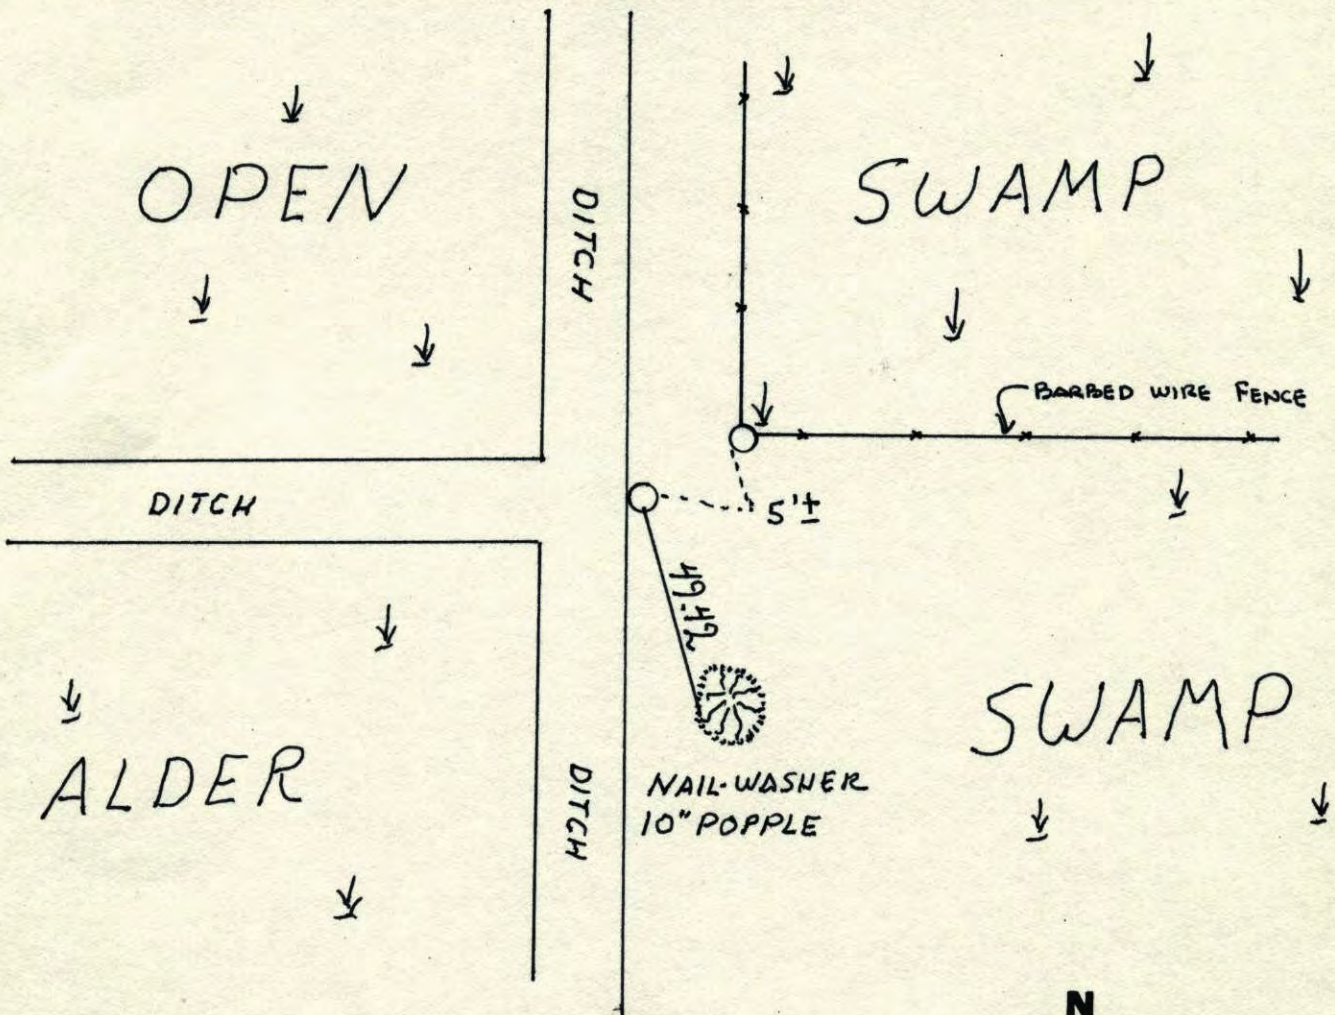 OPEN
DITCH
SWAMP
BARBED WIRE FENCE
DITCH
5'±
49.42
ALDER
DITCH
NAIL-WASHER
10" POPPLE
SWAMP
N